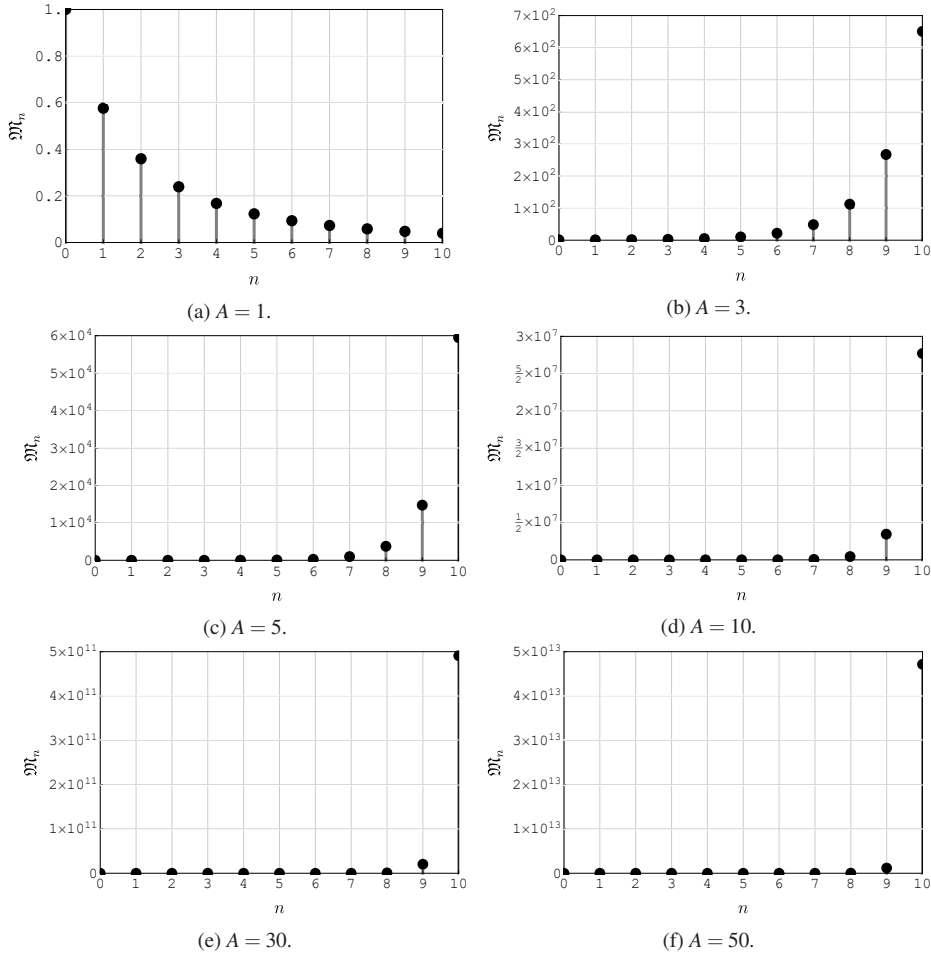 1.
0.8
0.6
0.4
0.2
0
𝔐ₙ
0 1 2 3 4 5 6 7 8 9 10
n
(a) A = 1.
7×10²
6×10²
5×10²
4×10²
3×10²
2×10²
1×10²
0
𝔐ₙ
0 1 2 3 4 5 6 7 8 9 10
n
(b) A = 3.
6×10⁴
5×10⁴
4×10⁴
3×10⁴
2×10⁴
1×10⁴
0
𝔐ₙ
0 1 2 3 4 5 6 7 8 9 10
n
(c) A = 5.
3×10⁷
5/2×10⁷
2×10⁷
3/2×10⁷
1×10⁷
1/2×10⁷
0
𝔐ₙ
0 1 2 3 4 5 6 7 8 9 10
n
(d) A = 10.
5×10¹¹
4×10¹¹
3×10¹¹
2×10¹¹
1×10¹¹
0
𝔐ₙ
0 1 2 3 4 5 6 7 8 9 10
n
(e) A = 30.
5×10¹³
4×10¹³
3×10¹³
2×10¹³
1×10¹³
0
𝔐ₙ
0 1 2 3 4 5 6 7 8 9 10
n
(f) A = 50.